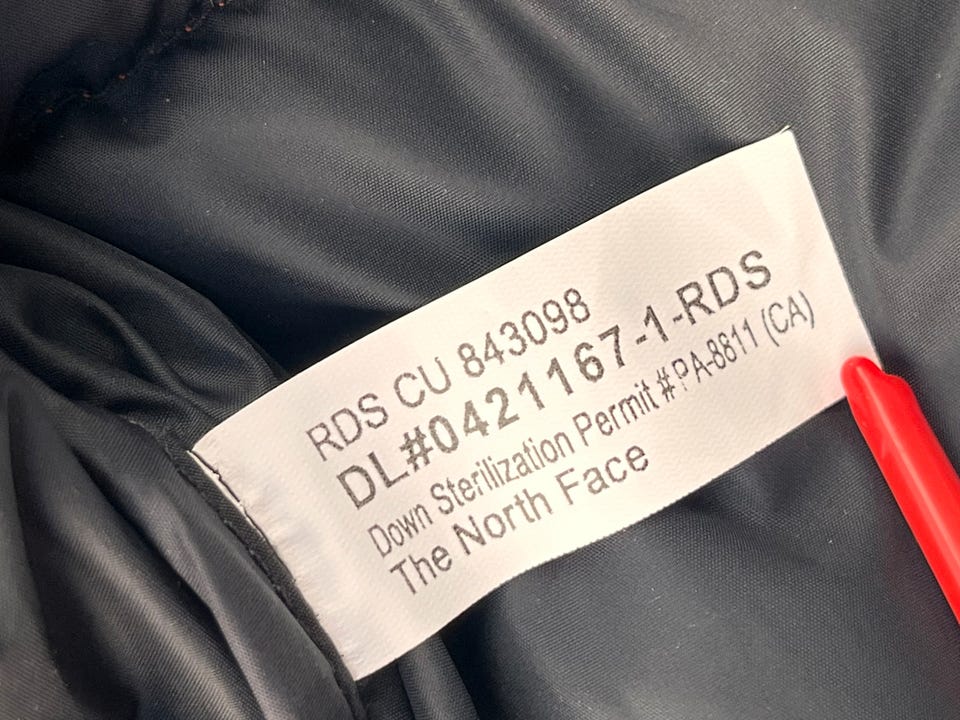 RDS CU 843098
DL#0421167-1-RDS
Down Sterilization Permit #PA-8811 (CA)
The North Face